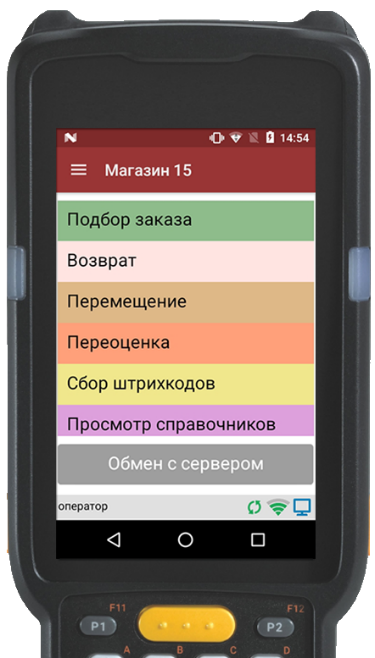 14:54
Магазин 15
Подбор заказа
Возврат
Перемещение
Переоценка
Сбор штрихкодов
Просмотр справочников
Обмен с сервером
оператор
F11
F12
P1
P2
A
B
C
D